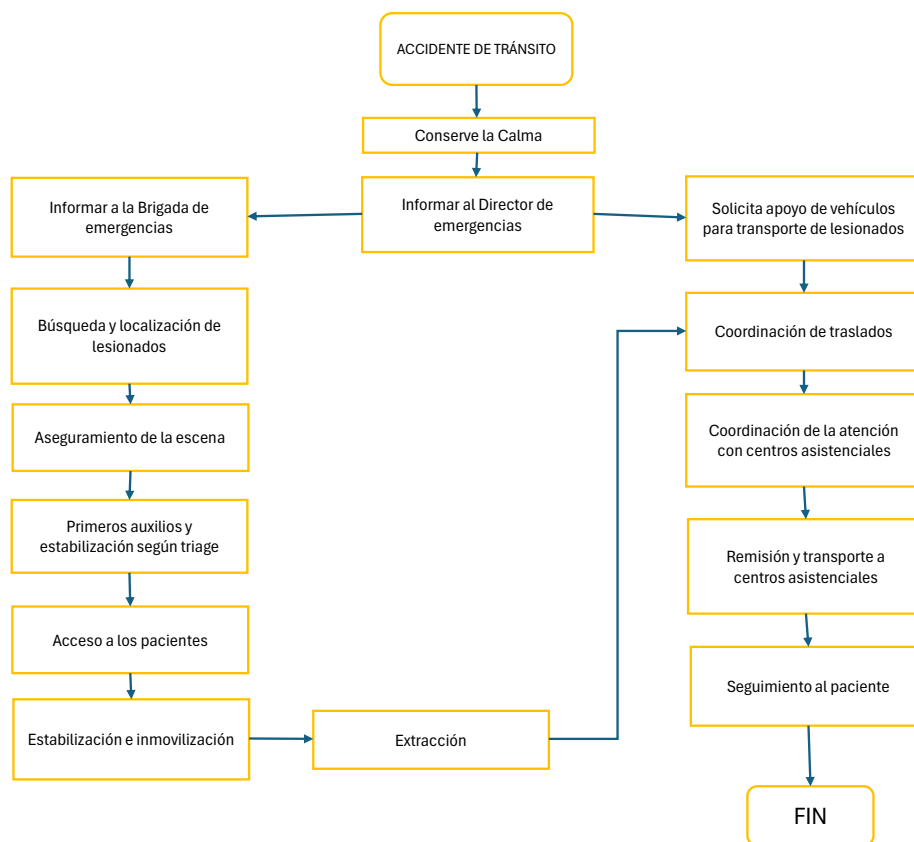 ACCIDENTE DE TRÁNSITO
Conserve la Calma
Informar al Director de
emergencias
Informar a la Brigada de
emergencias
Búsqueda y localización de
lesionados
Aseguramiento de la escena
Primeros auxilios y
estabilización según triage
Acceso a los pacientes
Estabilización e inmovilización
Extracción
Solicita apoyo de vehículos
para transporte de lesionados
Coordinación de traslados
Coordinación de la atención
con centros asistenciales
Remisión y transporte a
centros asistenciales
Seguimiento al paciente
FIN